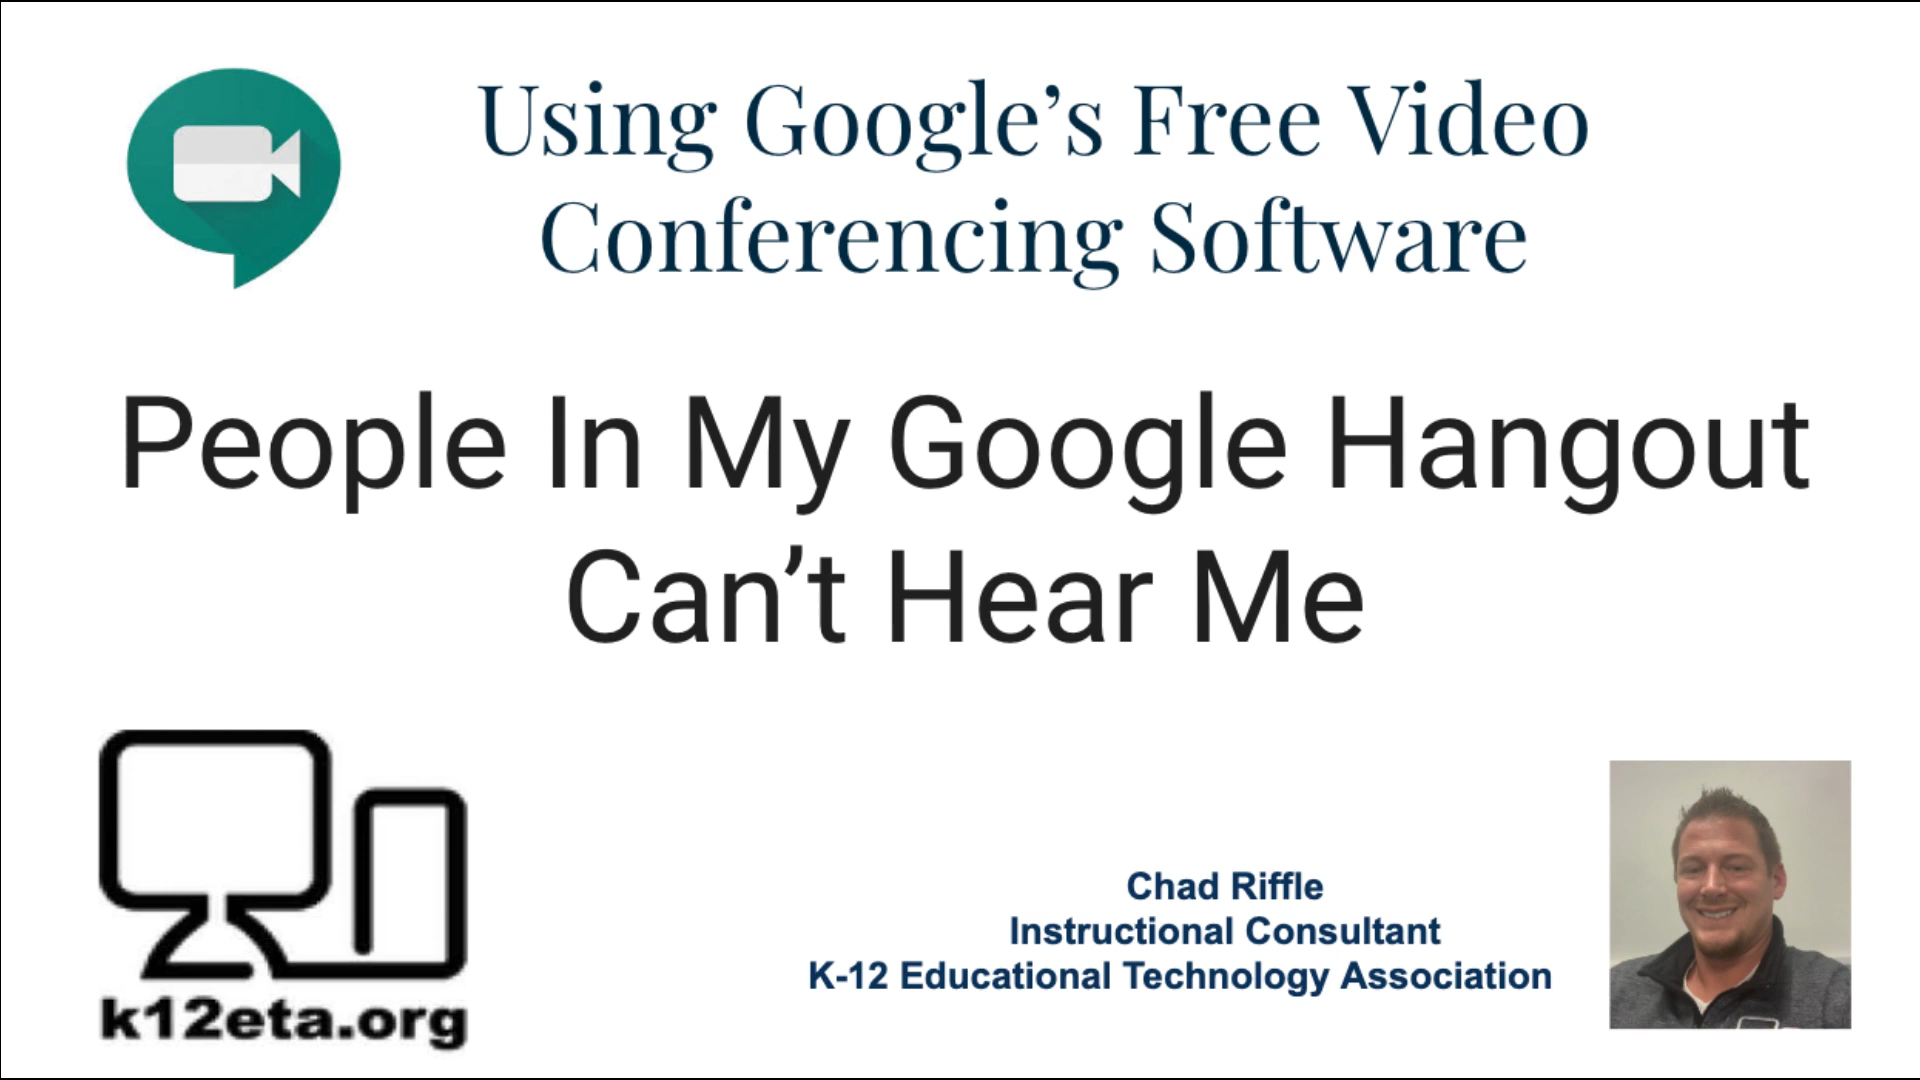 Using Google’s Free Video
Conferencing Software
People In My Google Hangout
Can’t Hear Me
Chad Riffle
Instructional Consultant
K-12 Educational Technology Association
k12eta.org